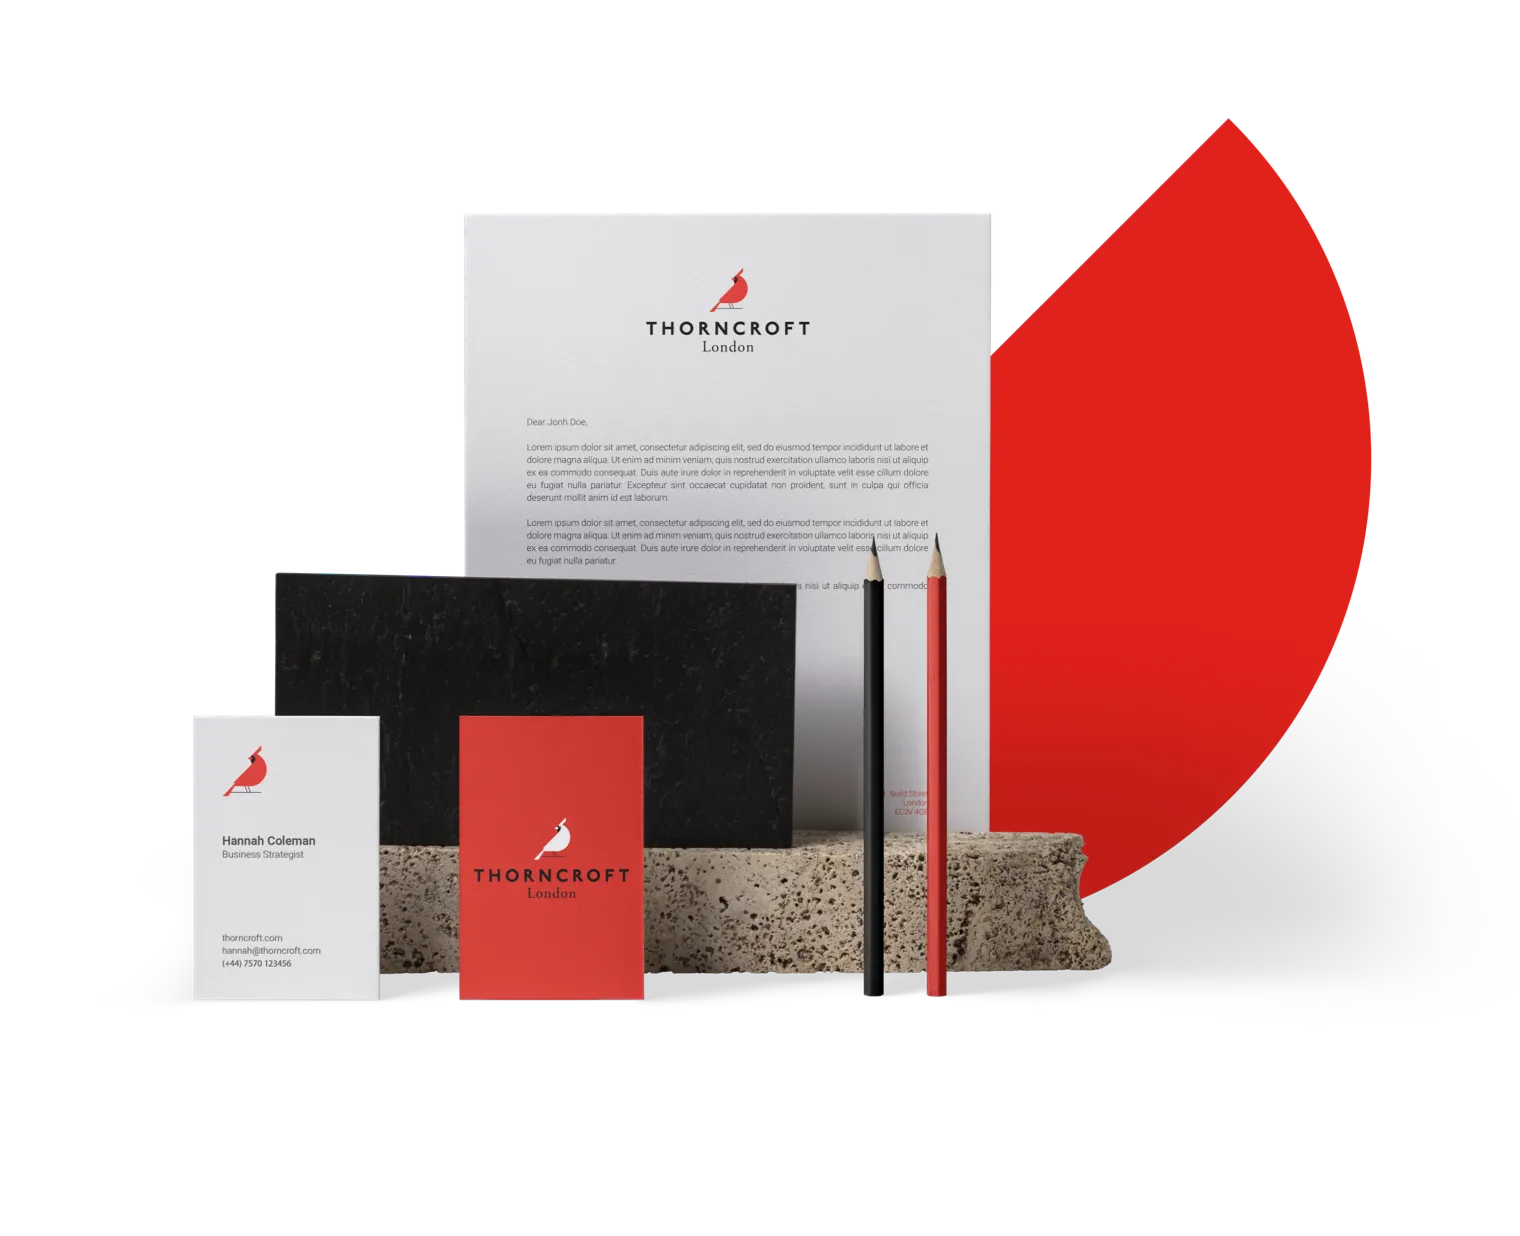 THORNCROFT
London
Dear Jonh Doe,
Lorem ipsum dolor sit amet, consectetur adipiscing elit, sed do eiusmod tempor incididunt ut labore et
dolore magna aliqua. Ut enim ad minim veniam, quis nostrud exercitation ullamco laboris nisi ut aliquip
ex ea commodo consequat. Duis aute irure dolor in reprehenderit in voluptate velit esse cillum dolore
eu fugiat nulla pariatur. Excepteur sint occaecat cupidatat non proident, sunt in culpa qui officia
deserunt mollit anim id est laborum.
Lorem ipsum dolor sit amet, consectetur adipiscing elit, sed do eiusmod tempor incididunt ut labore et
dolore magna aliqua. Ut enim ad minim veniam, quis nostrud exercitation ullamco laboris nisi ut aliquip
ex ea commodo consequat. Duis aute irure dolor in reprehenderit in voluptate velit esse cillum dolore
eu fugiat nulla pariatur.
nisi ut aliquip commodo
Guild Street
London
Hannah Coleman
Business Strategist
thorncroft.com
hannah@thorncroft.com
(+44) 7570 123456
THORNCROFT
London